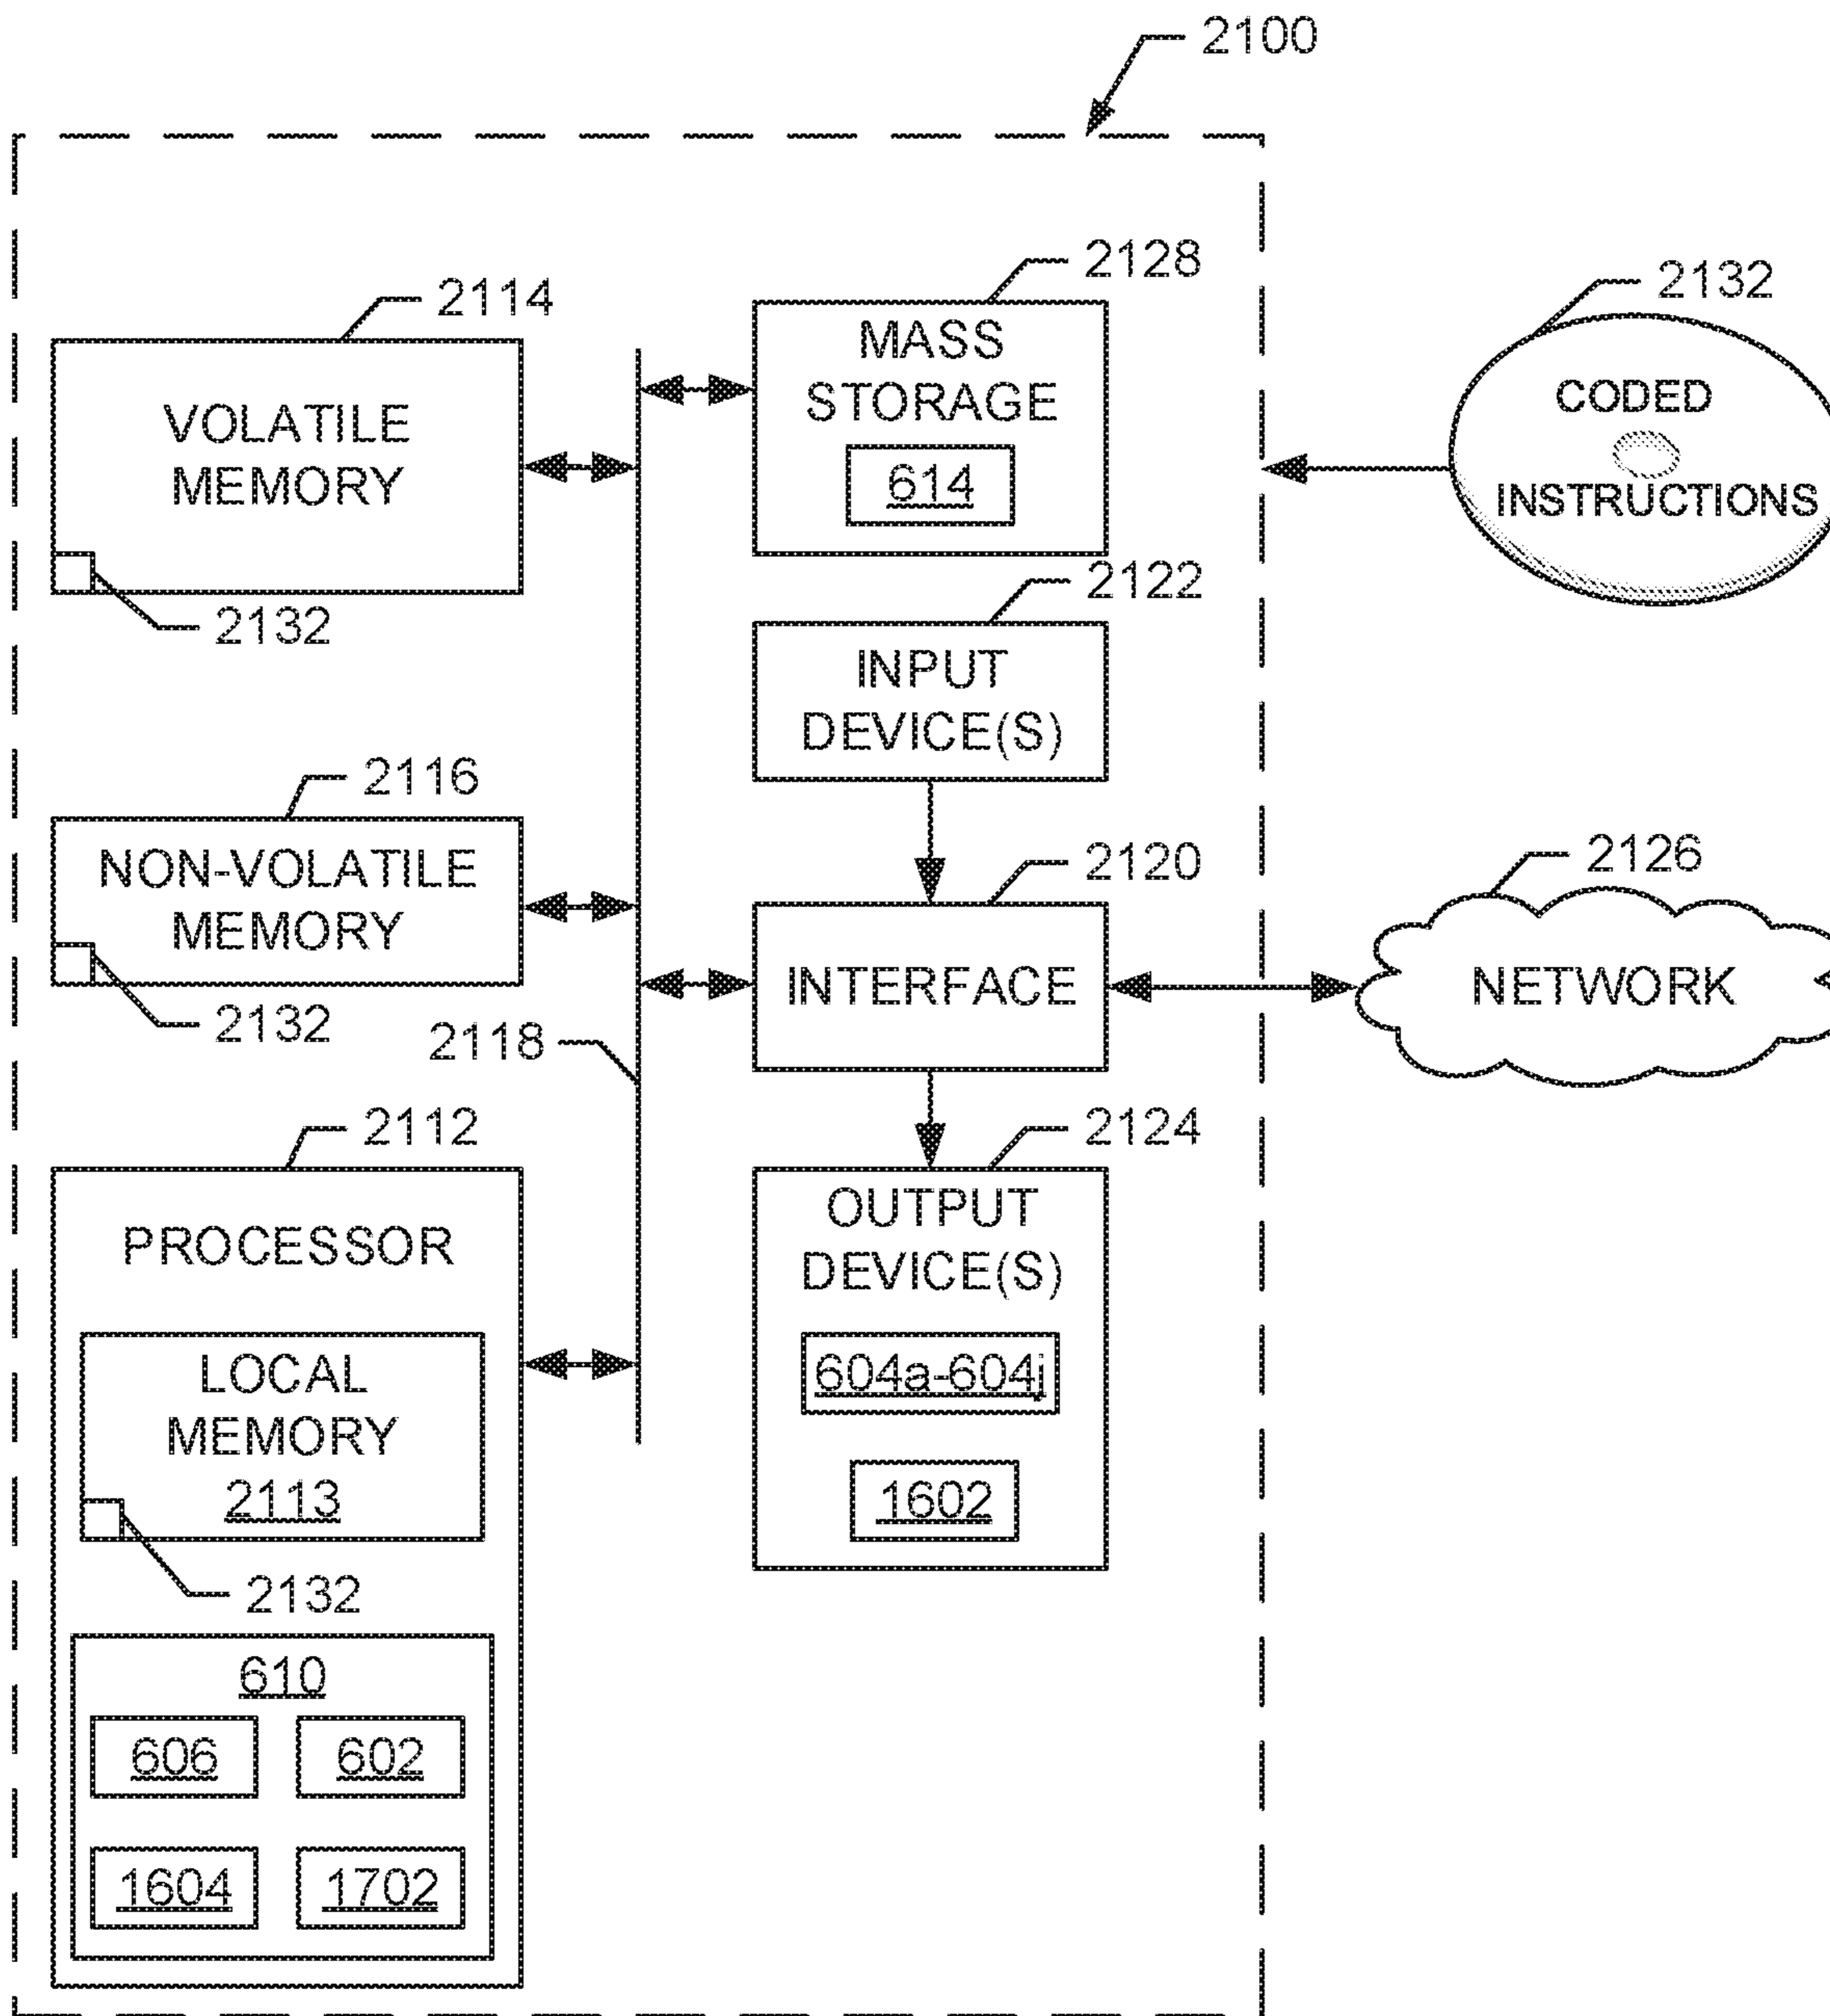 2100
2128
2114
MASS
STORAGE
614
2132
CODED
INSTRUCTIONS
VOLATILE
MEMORY
2132
2122
INPUT
DEVICE(S)
2116
NON-VOLATILE
MEMORY
2132
2120
INTERFACE
2126
NETWORK
2118
2112
PROCESSOR
LOCAL
MEMORY
2113
2132
610
606
602
1604
1702
2124
OUTPUT
DEVICE(S)
604a-604j
1602